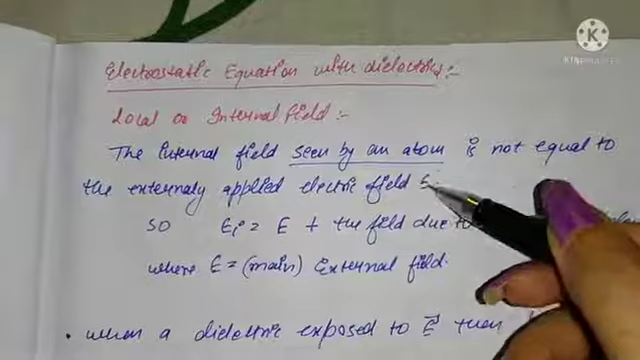 KINEMASTER
Electrostatic Equation with dielectrics:-
Local or Internal field:-
The internal field seen by an atom is not equal to
the externaly applied electric field E
so Ei = E + the field due to
where E = (main) External field.
• when a dielectric exposed to E⃗ then